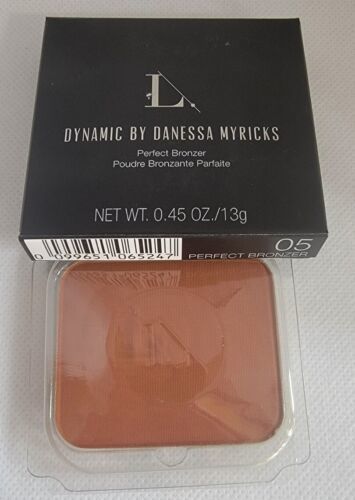 L
DYNAMIC BY DANESSA MYRICKS
Perfect Bronzer
Poudre Bronzante Parfaite
NET WT. 0.45 OZ./13g
0 099651 065247
05
PERFECT BRONZER